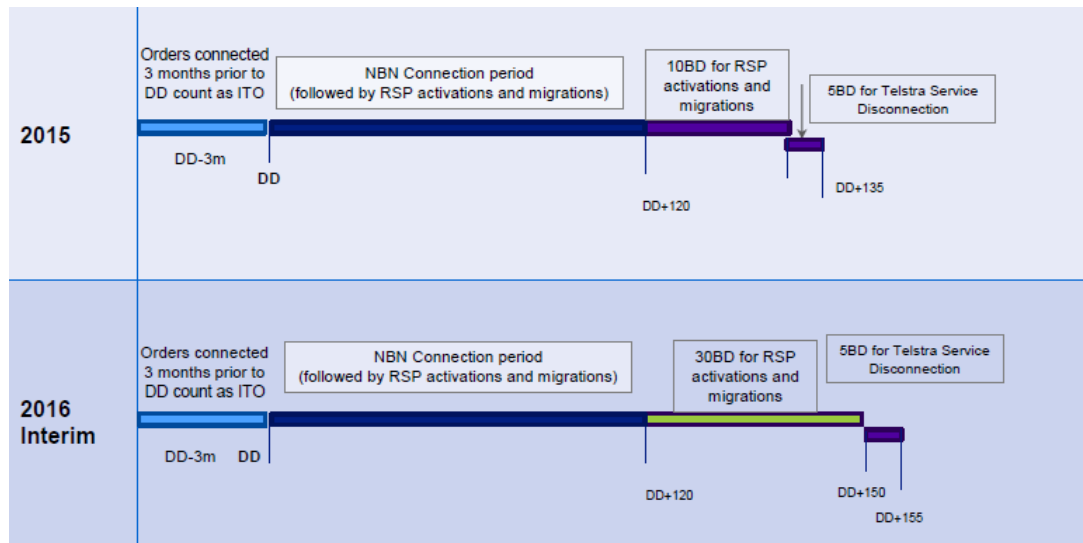 2015
Orders connected
3 months prior to
DD count as ITO
NBN Connection period
(followed by RSP activations and migrations)
10BD for RSP
activations and
migrations
5BD for Telstra Service
Disconnection
DD-3m
DD
DD+120
DD+135
2016
Interim
Orders connected
3 months prior to
DD count as ITO
NBN Connection period
(followed by RSP activations and migrations)
30BD for RSP
activations and
migrations
5BD for Telstra Service
Disconnection
DD-3m
DD
DD+120
DD+150
DD+155